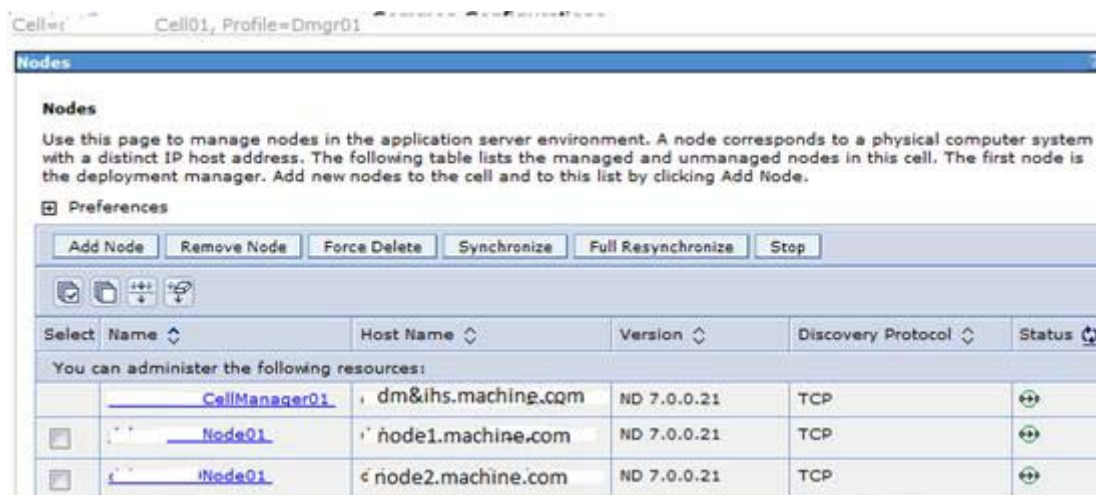 Cell= Cell01, Profile=Dmgr01
Nodes
Nodes
Use this page to manage nodes in the application server environment. A node corresponds to a physical computer system
with a distinct IP host address. The following table lists the managed and unmanaged nodes in this cell. The first node is
the deployment manager. Add new nodes to the cell and to this list by clicking Add Node.
Preferences
Add Node Remove Node Force Delete Synchronize Full Resynchronize Stop
Select Name Host Name Version Discovery Protocol Status
You can administer the following resources:
CellManager01 dm&ihs.machine.com ND 7.0.0.21 TCP
Node01 node1.machine.com ND 7.0.0.21 TCP
Node01 node2.machine.com ND 7.0.0.21 TCP